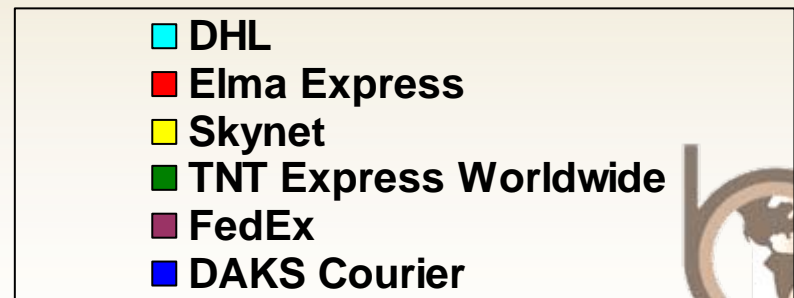 DHL
Elma Express
Skynet
TNT Express Worldwide
FedEx
DAKS Courier